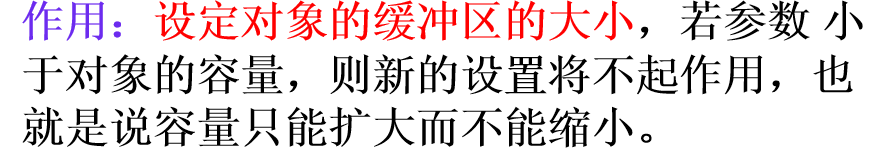 作用：设定对象的缓冲区的大小，若参数 小
于对象的容量，则新的设置将不起作用，也
就是说容量只能扩大而不能缩小。